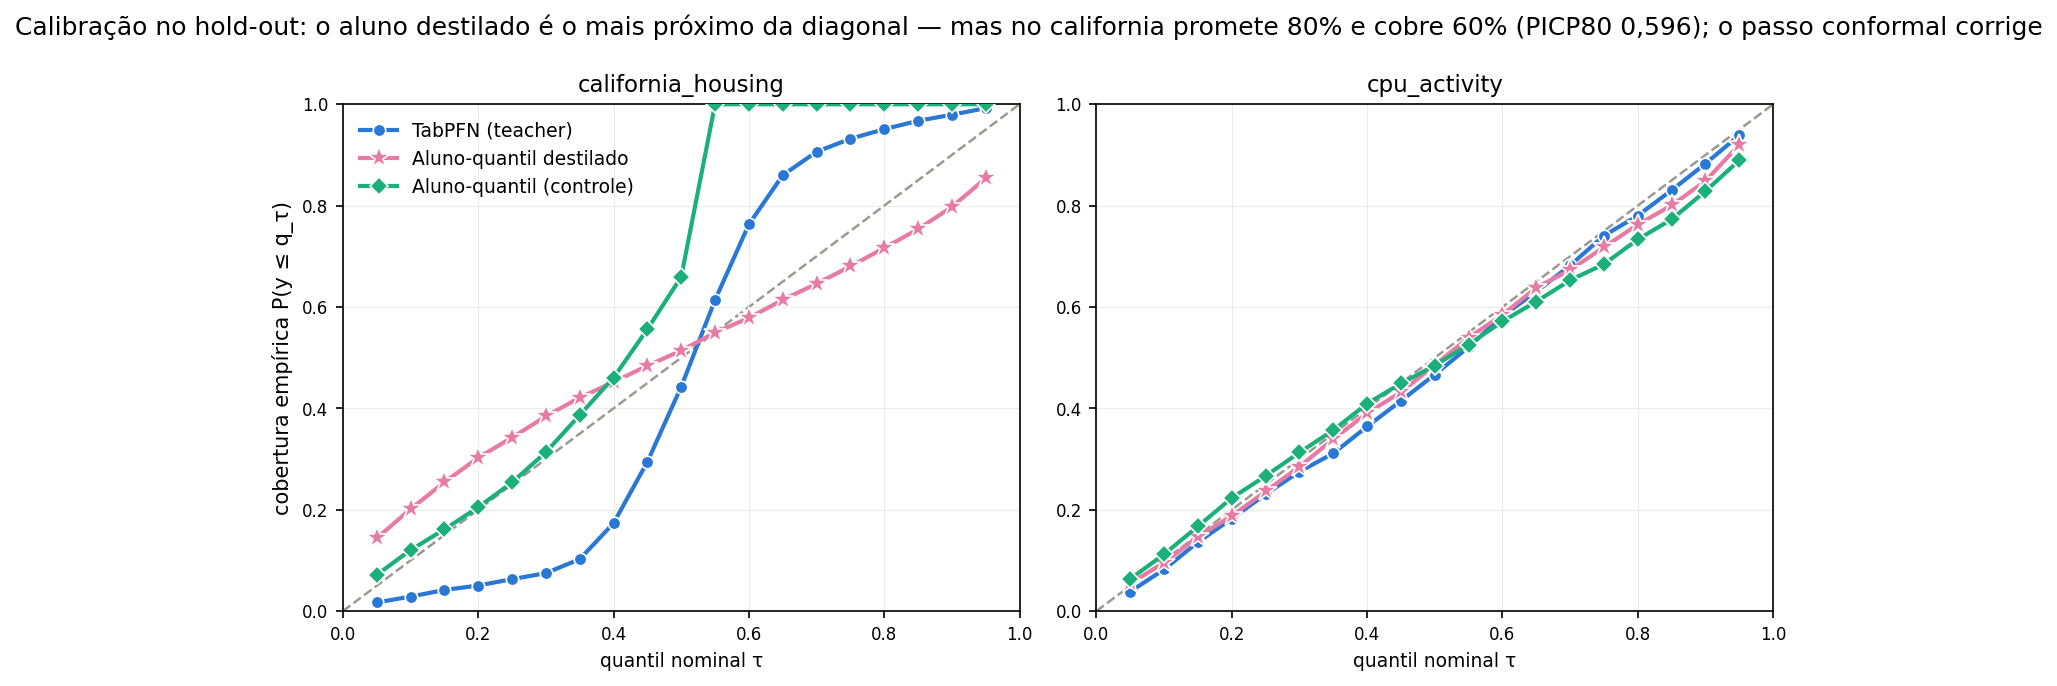 Calibração no hold-out: o aluno destilado é o mais próximo da diagonal — mas no california promete 80% e cobre 60% (PICP80 0,596); o passo conformal corrige
california_housing
1.0
0.8
0.6
0.4
0.2
0.0
cobertura empírica P(y ≤ q_τ)
TabPFN (teacher)
Aluno-quantil destilado
Aluno-quantil (controle)
0.0
0.2
0.4
0.6
0.8
1.0
quantil nominal τ
cpu_activity
1.0
0.8
0.6
0.4
0.2
0.0
0.0
0.2
0.4
0.6
0.8
1.0
quantil nominal τ